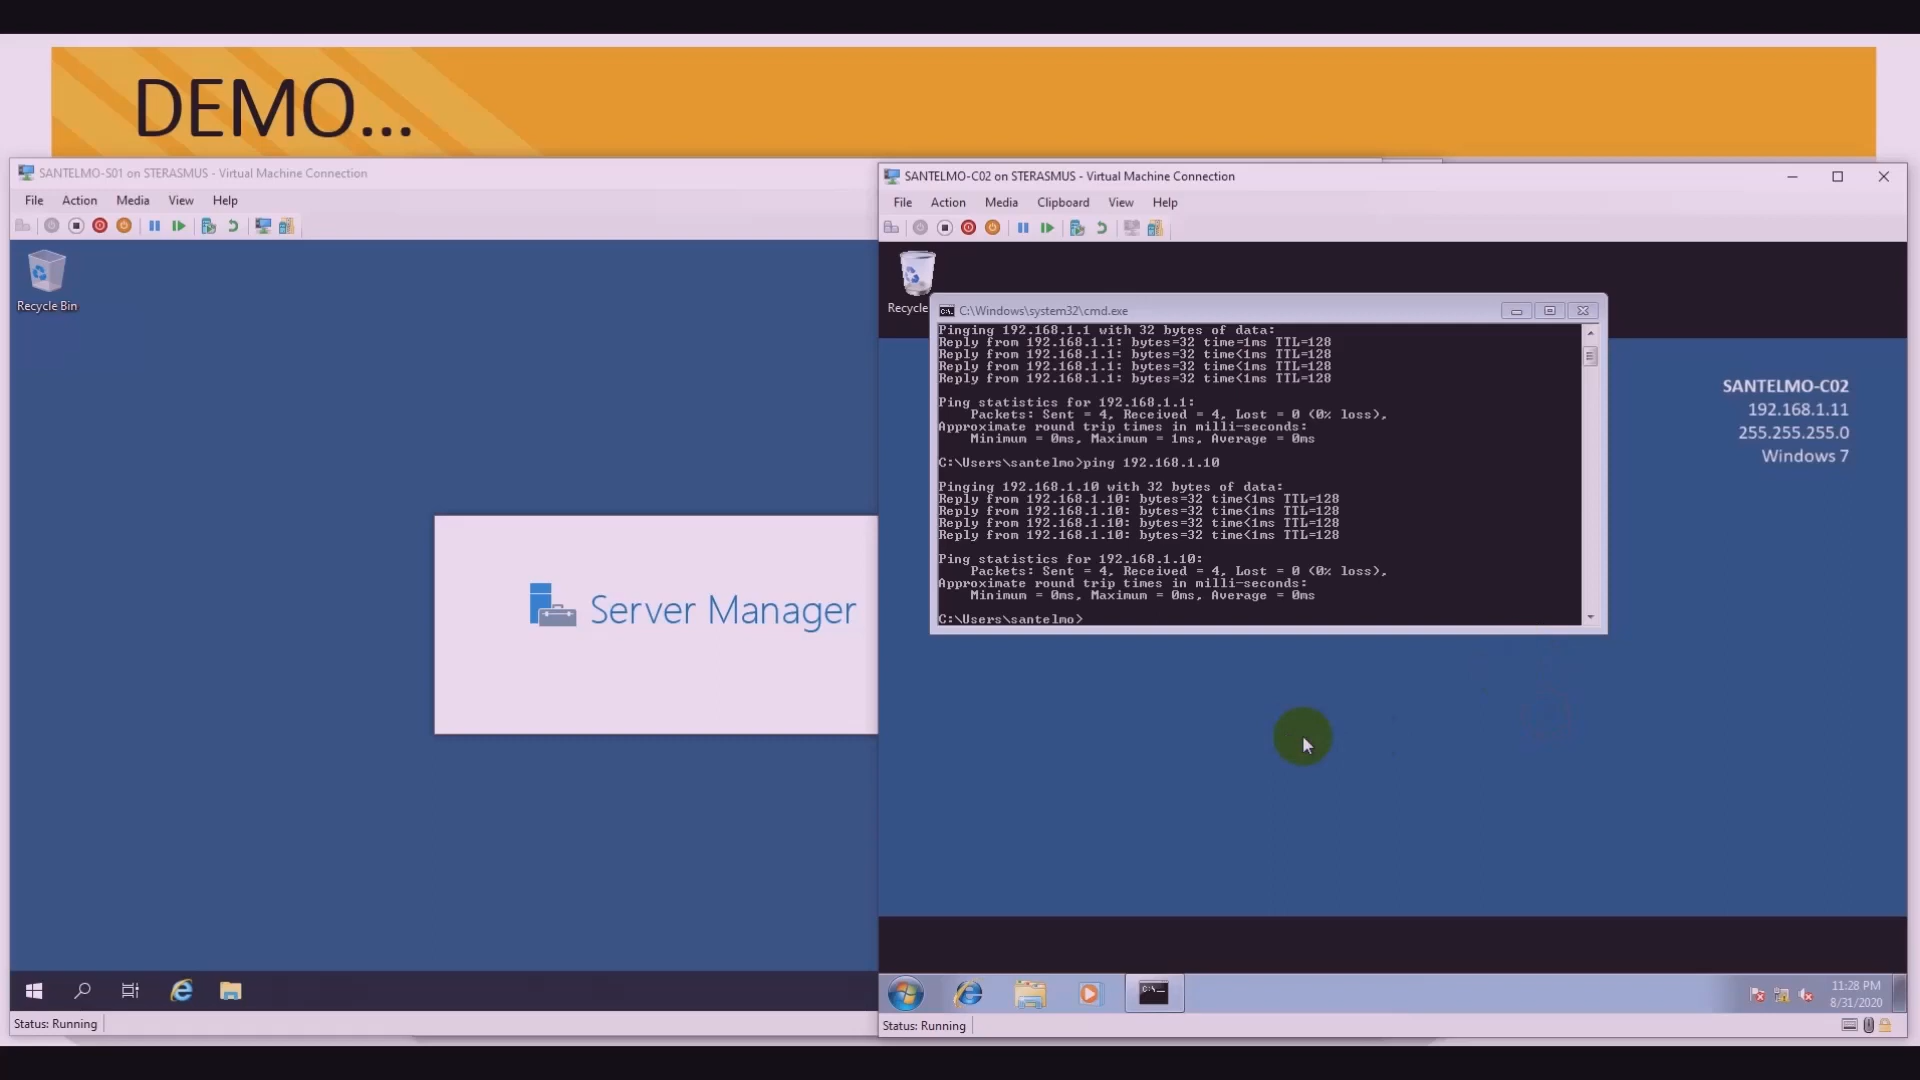 DEMO...
SANTELMO-S01 on STERASMUS - Virtual Machine Connection
File Action Media View Help
Recycle Bin
Server Manager
Status: Running
SANTELMO-C02 on STERASMUS - Virtual Machine Connection
File Action Media Clipboard View Help
Recycle
C:\Windows\system32\cmd.exe
Pinging 192.168.1.1 with 32 bytes of data:
Reply from 192.168.1.1: bytes=32 time=1ms TTL=128
Reply from 192.168.1.1: bytes=32 time<1ms TTL=128
Reply from 192.168.1.1: bytes=32 time<1ms TTL=128
Reply from 192.168.1.1: bytes=32 time<1ms TTL=128
Ping statistics for 192.168.1.1:
Packets: Sent = 4, Received = 4, Lost = 0 (0% loss),
Approximate round trip times in milli-seconds:
Minimum = 0ms, Maximum = 1ms, Average = 0ms
C:\Users\santelmo>ping 192.168.1.10
Pinging 192.168.1.10 with 32 bytes of data:
Reply from 192.168.1.10: bytes=32 time<1ms TTL=128
Reply from 192.168.1.10: bytes=32 time<1ms TTL=128
Reply from 192.168.1.10: bytes=32 time<1ms TTL=128
Reply from 192.168.1.10: bytes=32 time<1ms TTL=128
Ping statistics for 192.168.1.10:
Packets: Sent = 4, Received = 4, Lost = 0 (0% loss),
Approximate round trip times in milli-seconds:
Minimum = 0ms, Maximum = 0ms, Average = 0ms
C:\Users\santelmo>
SANTELMO-C02
192.168.1.11
255.255.255.0
Windows 7
11:28 PM
8/31/2020
Status: Running